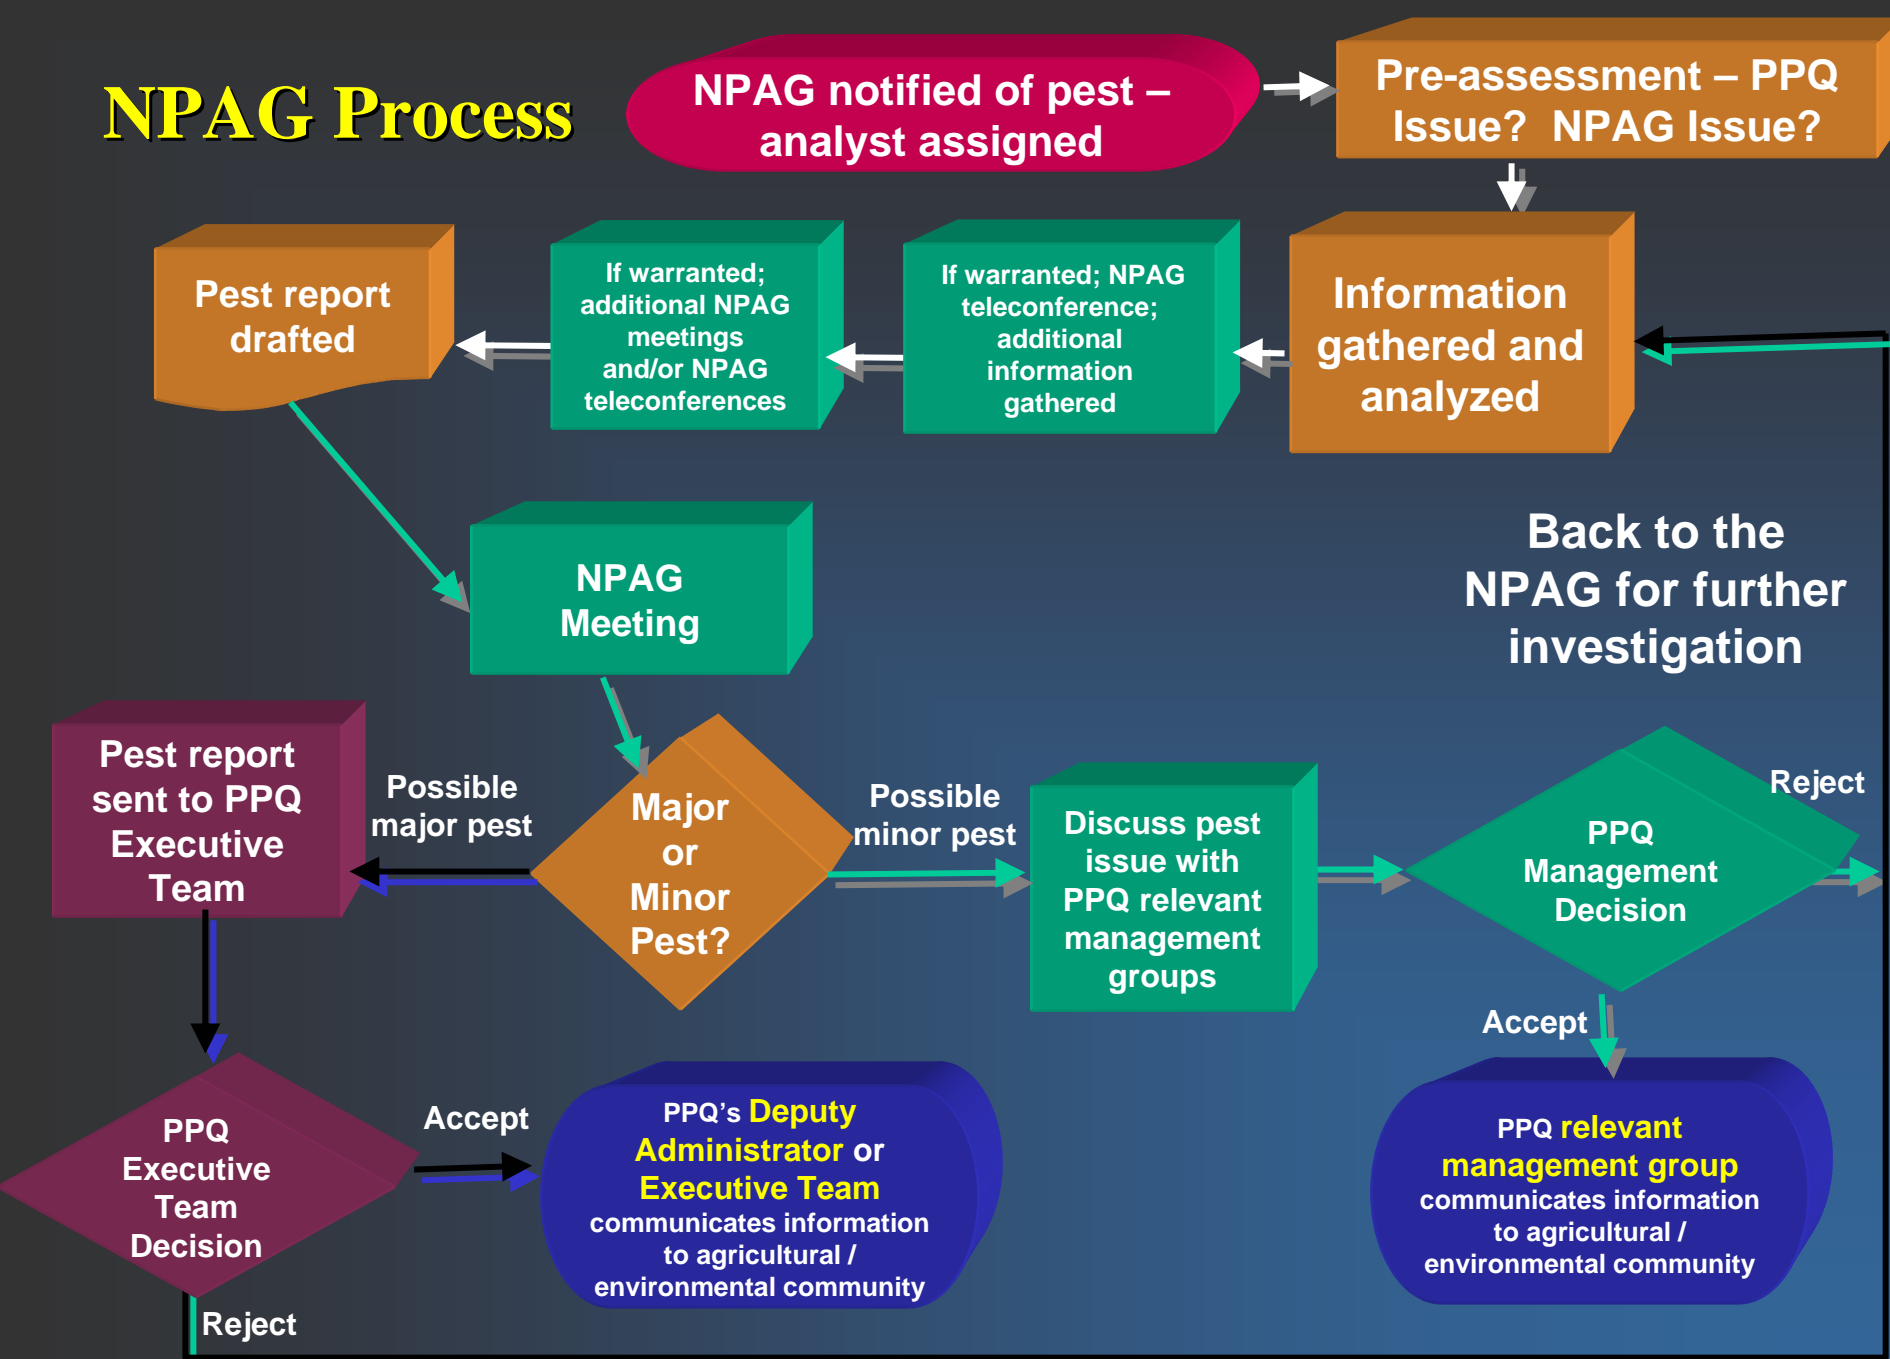 NPAG Process
NPAG notified of pest –
analyst assigned
Pre-assessment – PPQ
Issue?  NPAG Issue?
Information
gathered and
analyzed
If warranted; NPAG
teleconference;
additional
information
gathered
If warranted;
additional NPAG
meetings
and/or NPAG
teleconferences
Pest report
drafted
NPAG
Meeting
Back to the
NPAG for further
investigation
Major
or
Minor
Pest?
Possible
major pest
Pest report
sent to PPQ
Executive
Team
Possible
minor pest
Discuss pest
issue with
PPQ relevant
management
groups
PPQ
Management
Decision
Reject
Accept
PPQ relevant
management group
communicates information
to agricultural /
environmental community
PPQ
Executive
Team
Decision
Accept
PPQ’s Deputy
Administrator or
Executive Team
communicates information
to agricultural /
environmental community
Reject